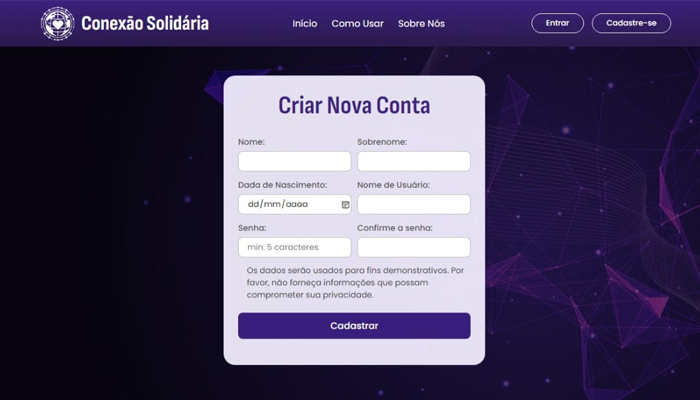 Conexão Solidária
Início Como Usar Sobre Nós
Entrar Cadastre-se
Criar Nova Conta
Nome: Sobrenome:
Dada de Nascimento: Nome de Usuário:
dd/mm/aaaa
Senha: Confirme a senha:
min: 5 caracteres
Os dados serão usados para fins demonstrativos. Por
favor, não forneça informações que possam
comprometer sua privacidade.
Cadastrar